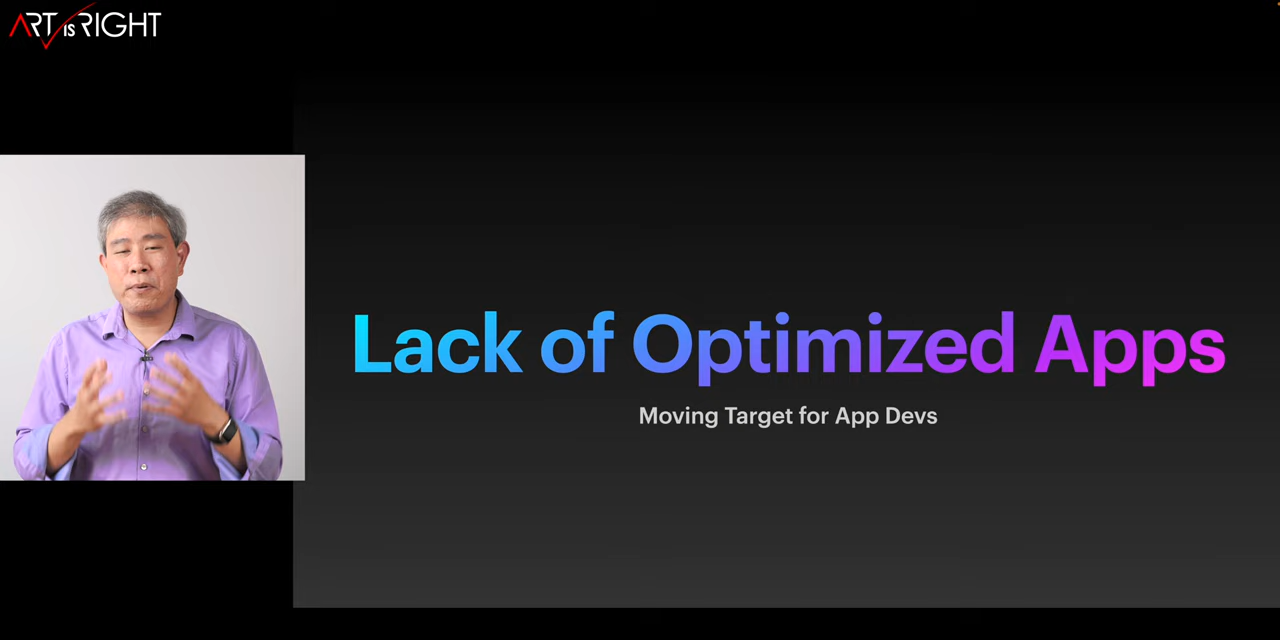 ART IS RIGHT
Lack of Optimized Apps
Moving Target for App Devs